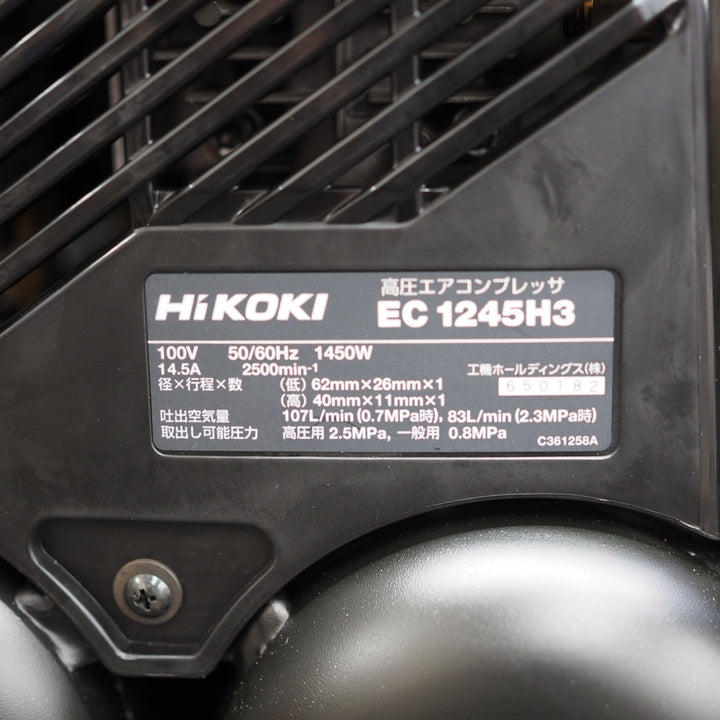 高圧エアコンプレッサ
HiKOKI EC 1245H3
100V 50/60Hz 1450W
14.5A 2500min-¹ 工機ホールディングス(株)
径×行程×数 (低) 62mm×26mm×1 650182
(高) 40mm×11mm×1
吐出空気量 107L/min (0.7MPa時), 83L/min (2.3MPa時)
取出し可能圧力 高圧用 2.5MPa, 一般用 0.8MPa
C361258A